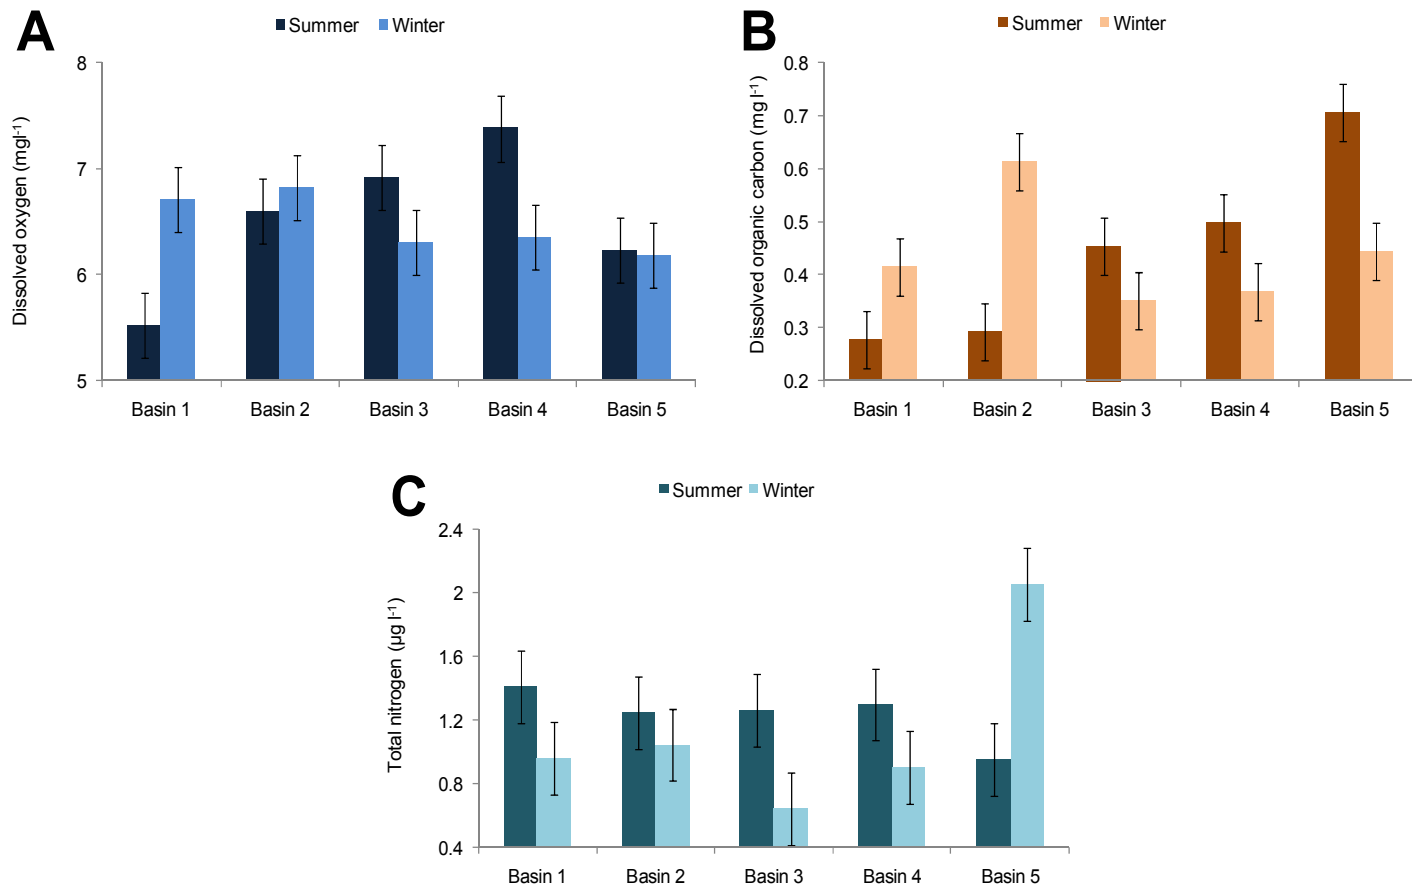 A
Summer Winter
Dissolved oxygen (mgl-1)
8
7
6
5
Basin 1 Basin 2 Basin 3 Basin 4 Basin 5
B
Summer Winter
Dissolved organic carbon (mg l-1)
0.8
0.7
0.6
0.5
0.4
0.3
0.2
Basin 1 Basin 2 Basin 3 Basin 4 Basin 5
C
Summer Winter
Total nitrogen (µg l-1)
2.4
2
1.6
1.2
0.8
0.4
Basin 1 Basin 2 Basin 3 Basin 4 Basin 5